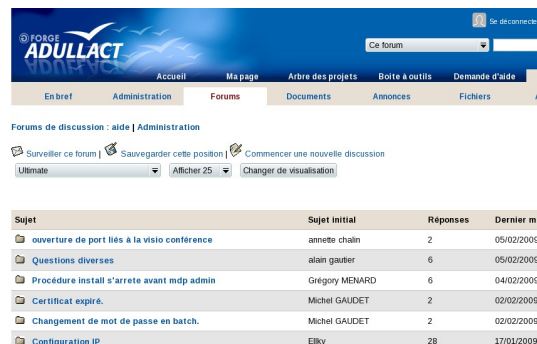 Se déconnecte
FORGE
ADULLACT
Ce forum
Accueil Ma page Arbre des projets Boite à outils Demande d'aide
En bref Administration Forums Documents Annonces Fichiers
Forums de discussion : aide | Administration
Surveiller ce forum | Sauvegarder cette position | Commencer une nouvelle discussion
Ultimate Afficher 25 Changer de visualisation
Sujet Sujet initial Réponses Dernier m
ouverture de port liés à la visio conférence annette chalin 2 05/02/2009
Questions diverses alain gautier 6 05/02/2009
Procédure install s'arrete avant mdp admin Grégory MENARD 6 04/02/2009
Certificat expiré. Michel GAUDET 2 02/02/2009
Changement de mot de passe en batch. Michel GAUDET 2 02/02/2009
Configuration IP Ellky 28 17/01/2009